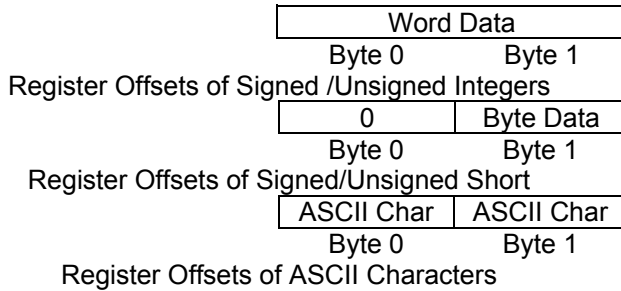 Word Data
Byte 0 Byte 1
Register Offsets of Signed /Unsigned Integers
0 Byte Data
Byte 0 Byte 1
Register Offsets of Signed/Unsigned Short
ASCII Char ASCII Char
Byte 0 Byte 1
Register Offsets of ASCII Characters